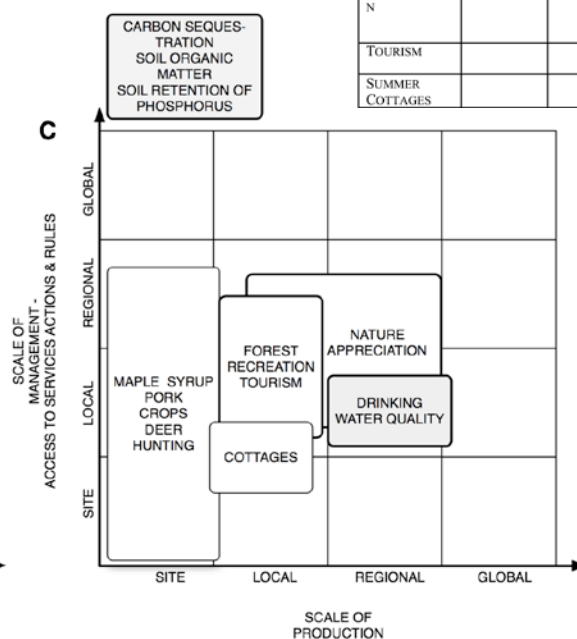 CARBON SEQUES-
TRATION
SOIL ORGANIC
MATTER
SOIL RETENTION OF
PHOSPHORUS
N
TOURISM
SUMMER
COTTAGES
C
SCALE OF
MANAGEMENT -
ACCESS TO SERVICES ACTIONS & RULES
GLOBAL
REGIONAL
LOCAL
SITE
MAPLE SYRUP
PORK
CROPS
DEER
HUNTING
FOREST
RECREATION
TOURISM
NATURE
APPRECIATION
DRINKING
WATER QUALITY
COTTAGES
SITE
LOCAL
REGIONAL
GLOBAL
SCALE OF
PRODUCTION